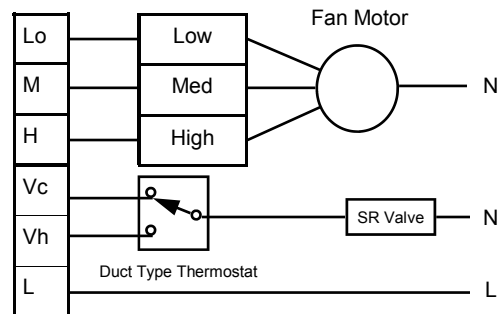 Fan Motor
Lo Low
M Med N
H High
Vc
SR Valve N
Vh
Duct Type Thermostat
L L